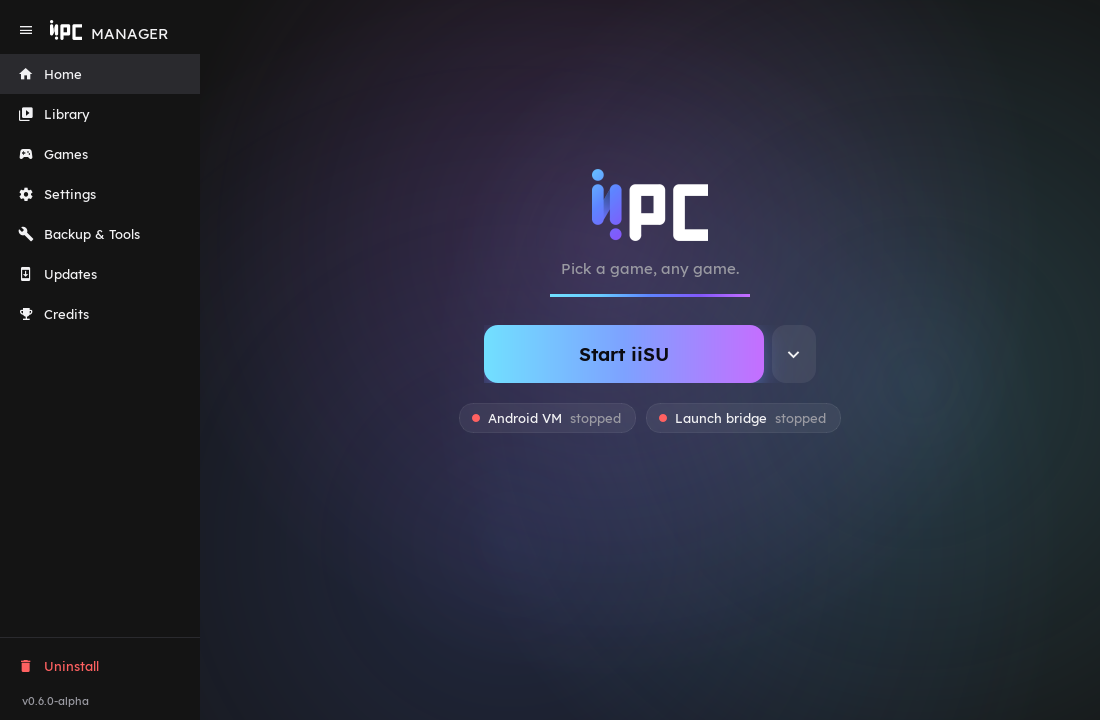 iiPC MANAGER
Home
Library
Games
Settings
Backup & Tools
Updates
Credits
Uninstall
v0.6.0-alpha
iiPC
Pick a game, any game.
Start iiSU
Android VM stopped
Launch bridge stopped